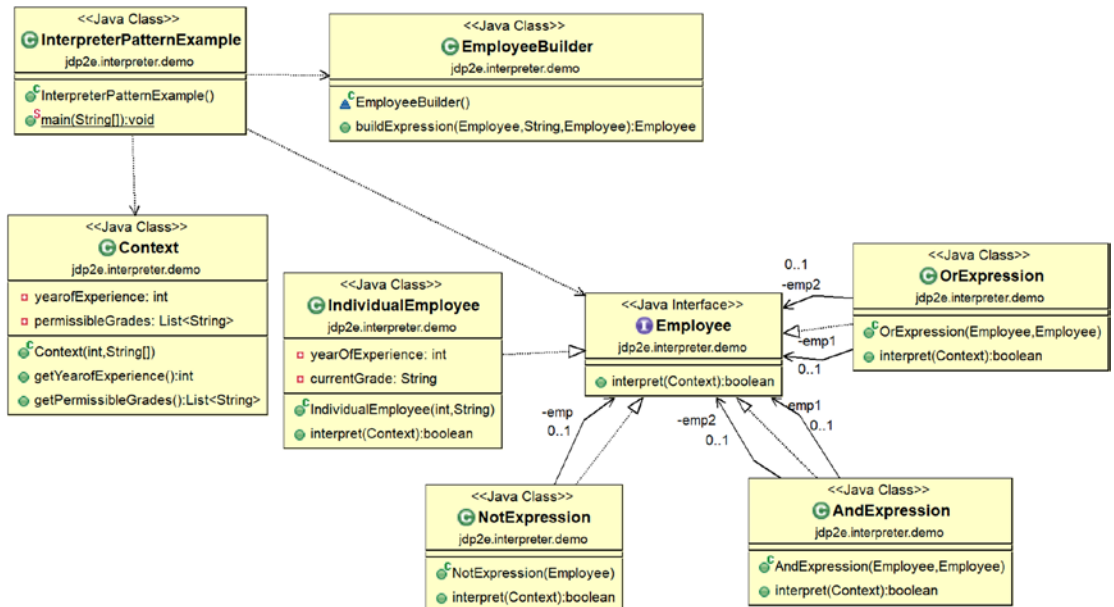 <<Java Class>>
InterpreterPatternExample
jdp2e.interpreter.demo
InterpreterPatternExample()
main(String[]):void
<<Java Class>>
EmployeeBuilder
jdp2e.interpreter.demo
EmployeeBuilder()
buildExpression(Employee,String,Employee):Employee
<<Java Class>>
Context
jdp2e.interpreter.demo
yearofExperience: int
permissibleGrades: List<String>
Context(int,String[])
getYearofExperience():int
getPermissibleGrades():List<String>
<<Java Class>>
IndividualEmployee
jdp2e.interpreter.demo
yearOfExperience: int
currentGrade: String
IndividualEmployee(int,String)
interpret(Context):boolean
<<Java Interface>>
Employee
jdp2e.interpreter.demo
interpret(Context):boolean
0..1
-emp2
-emp1
0..1
<<Java Class>>
OrExpression
jdp2e.interpreter.demo
OrExpression(Employee,Employee)
interpret(Context):boolean
-emp
0..1
-emp2
0..1
-emp1
0..1
<<Java Class>>
NotExpression
jdp2e.interpreter.demo
NotExpression(Employee)
interpret(Context):boolean
<<Java Class>>
AndExpression
jdp2e.interpreter.demo
AndExpression(Employee,Employee)
interpret(Context):boolean